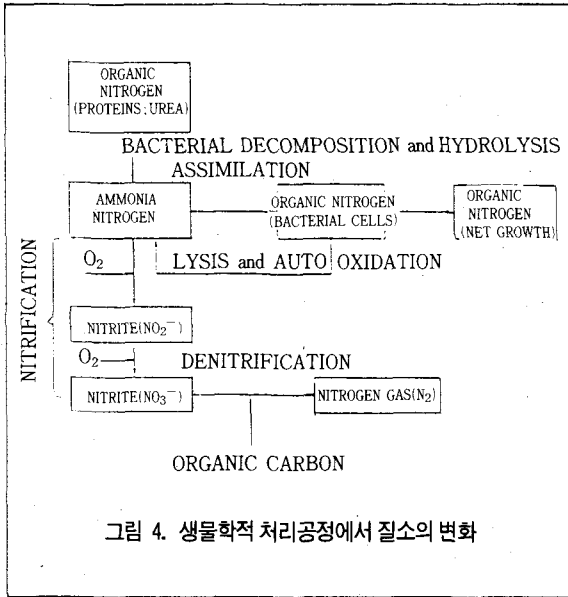 ORGANIC
NITROGEN
(PROTEINS;UREA)
BACTERIAL DECOMPOSITION and HYDROLYSIS
ASSIMILATION
AMMONIA
NITROGEN
ORGANIC NITROGEN
(BACTERIAL CELLS)
ORGANIC
NITROGEN
(NET GROWTH)
NITRIFICATION
O₂
LYSIS and AUTO OXIDATION
NITRITE(NO₂⁻)
O₂
DENITRIFICATION
NITRITE(NO₃⁻)
NITROGEN GAS(N₂)
ORGANIC CARBON
그림 4. 생물학적 처리공정에서 질소의 변화